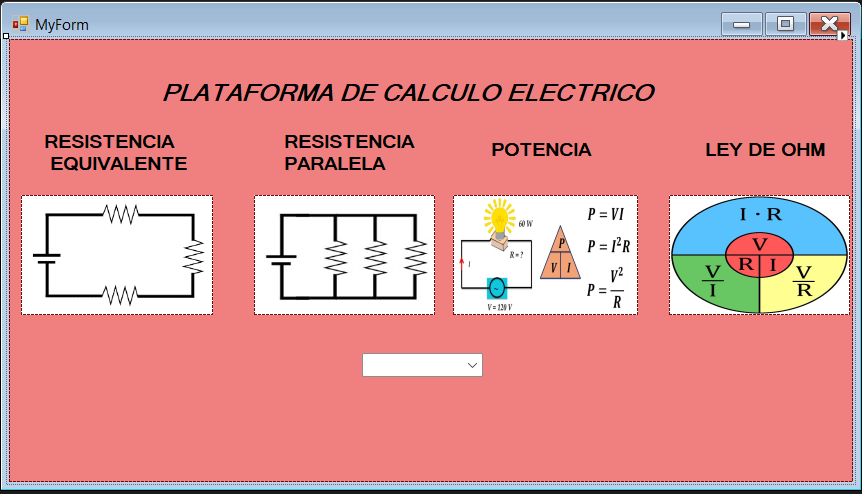 MyForm
PLATAFORMA DE CALCULO ELECTRICO
RESISTENCIA
EQUIVALENTE
RESISTENCIA
PARALELA
POTENCIA
LEY DE OHM
60 W
R = ?
I
V = 120 V
P
V I
P = VI
P = I²R
P = V²/R
I · R
V
R I
V/I
V/R